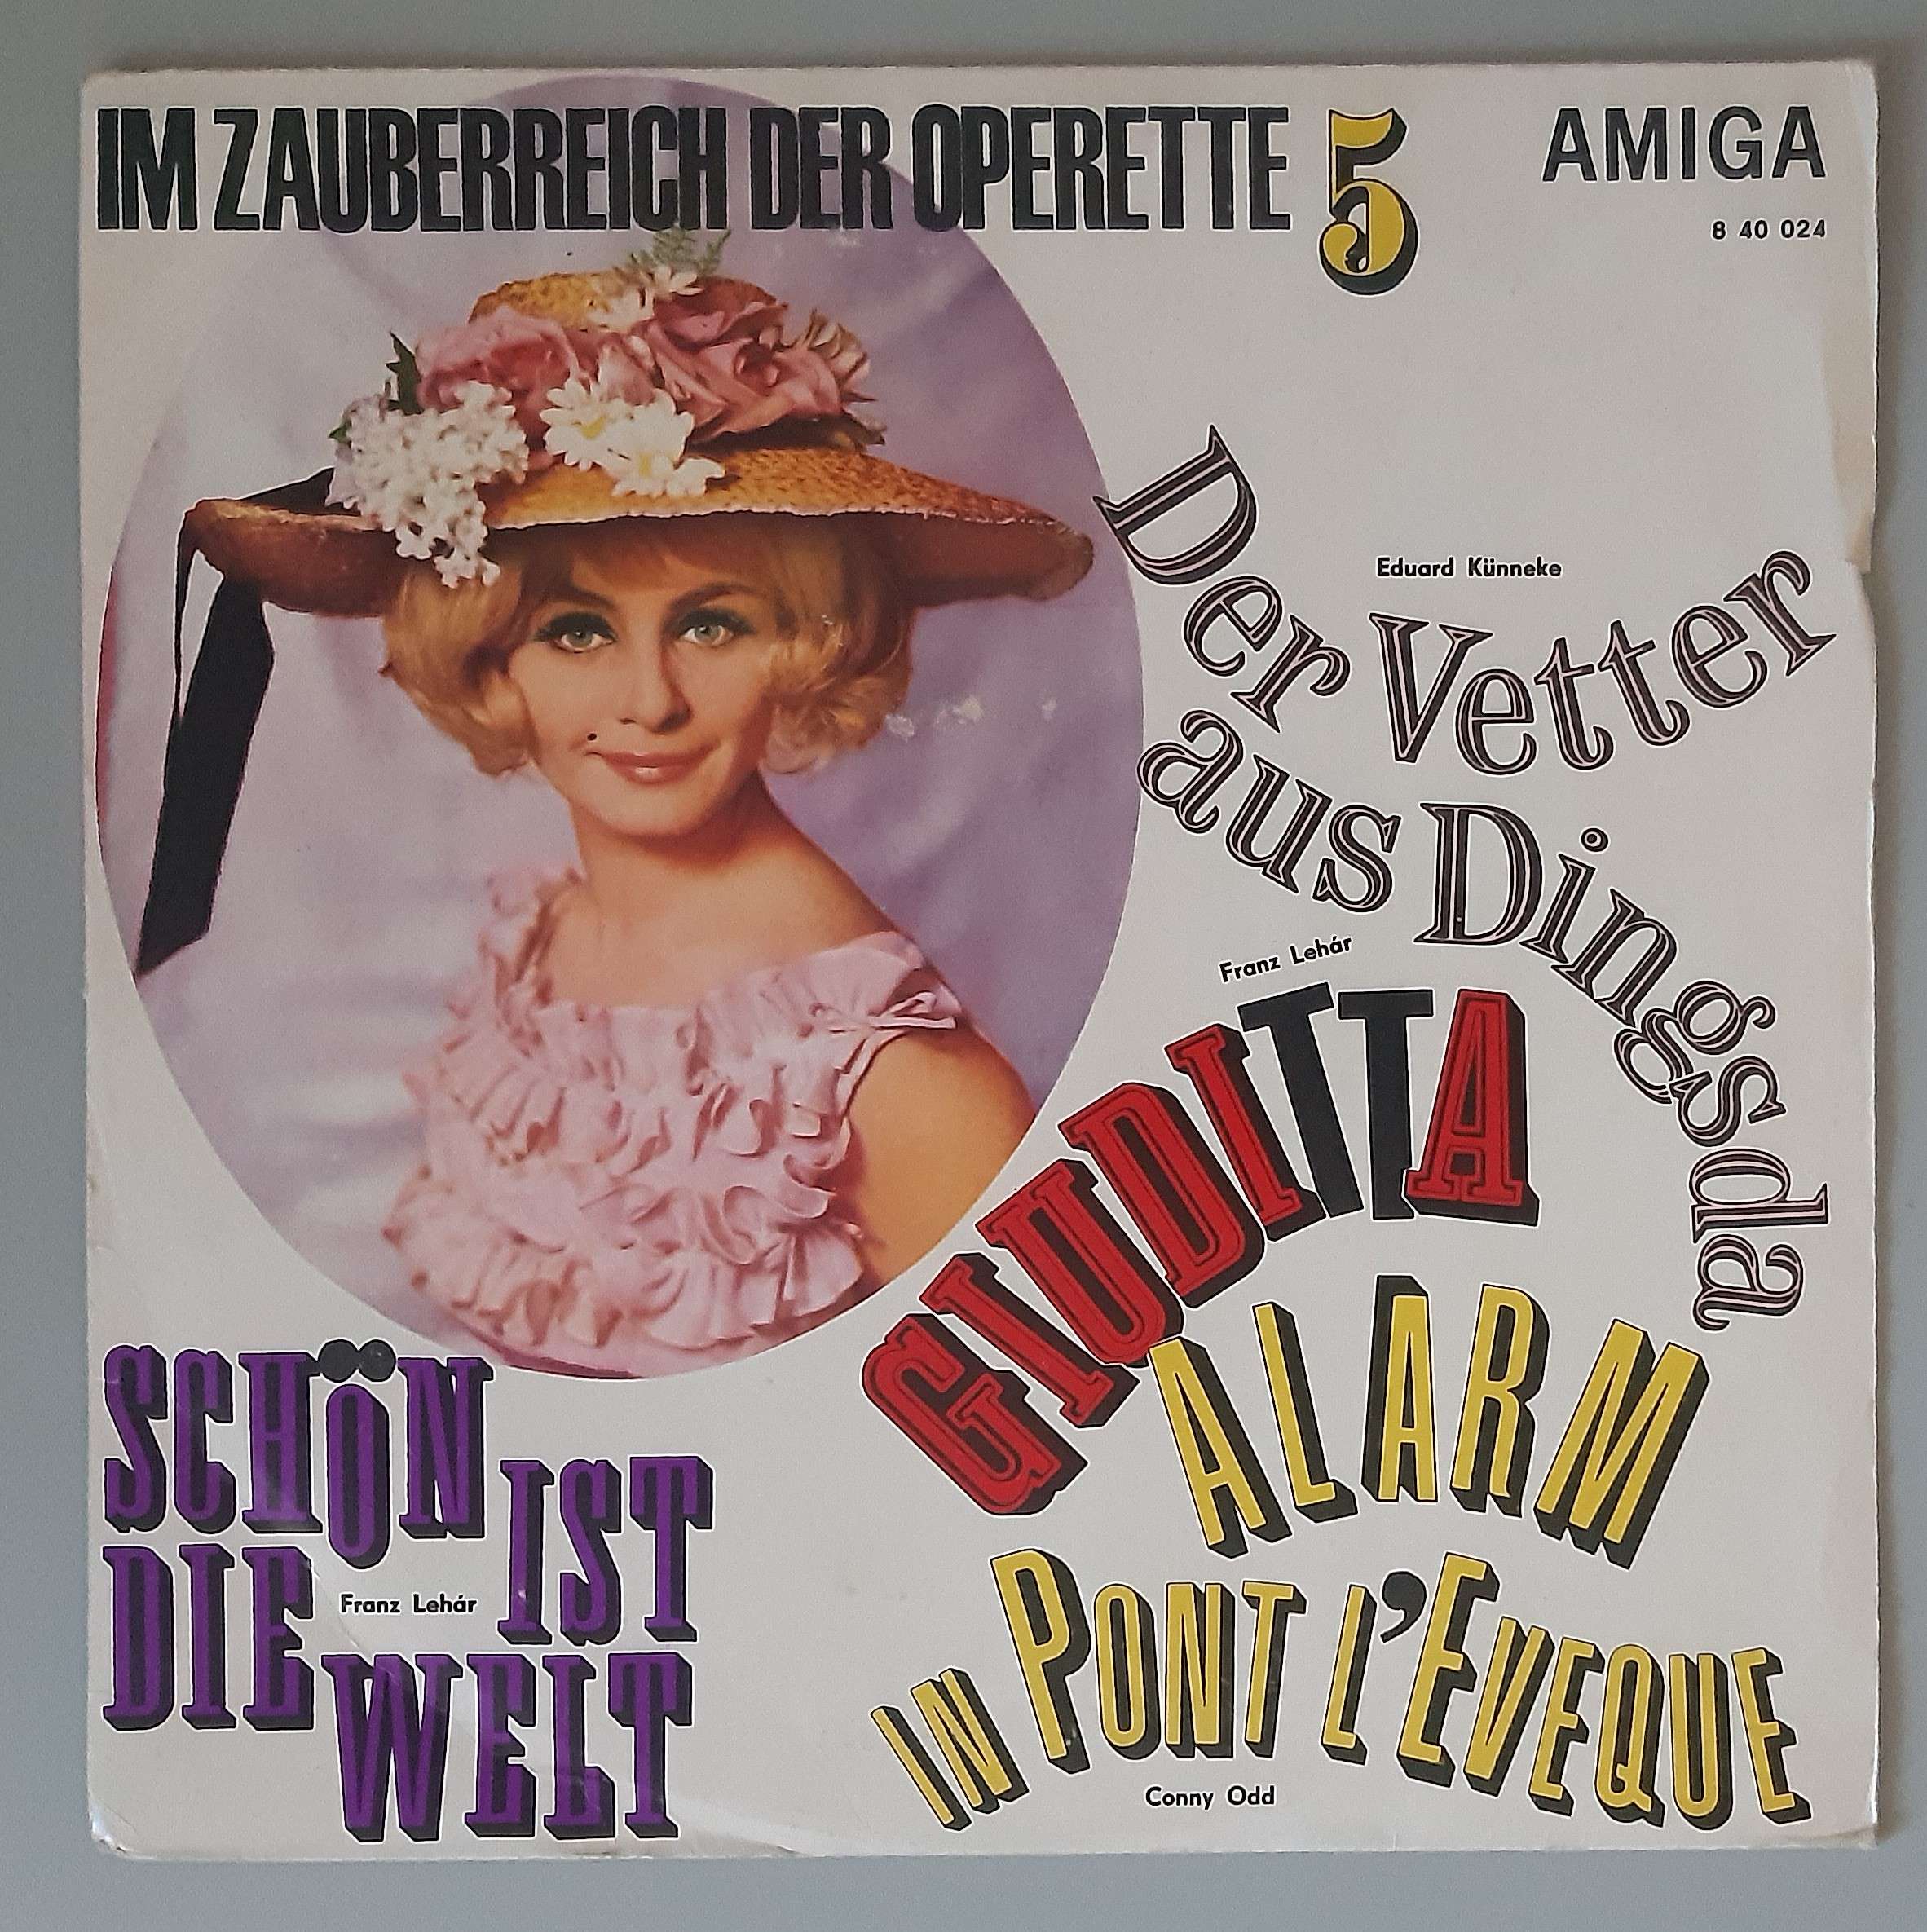 IM ZAUBERREICH DER OPERETTE 5
AMIGA
8 40 024
Eduard Künneke
Der Vetter
aus Dingsda
Franz Lehár
GIUDITTA
ALARM
IN PONT L'EVEQUE
Conny Odd
SCHÖN
IST
DIE
Franz Lehár
WELT